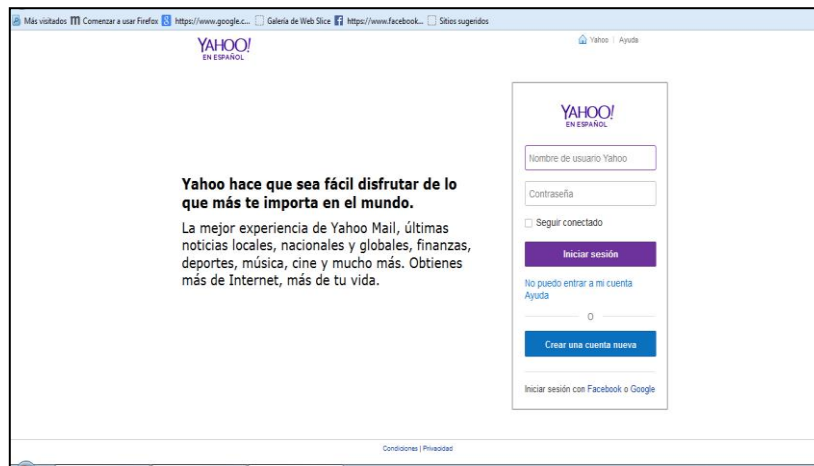 Más visitados Comenzar a usar Firefox https://www.google.c... Galería de Web Slice https://www.facebook... Sitios sugeridos
YAHOO!
EN ESPAÑOL
Yahoo | Ayuda
YAHOO!
EN ESPAÑOL
Nombre de usuario Yahoo
Contraseña
Seguir conectado
Iniciar sesión
No puedo entrar a mi cuenta
Ayuda
O
Crear una cuenta nueva
Iniciar sesión con Facebook o Google
Yahoo hace que sea fácil disfrutar de lo
que más te importa en el mundo.
La mejor experiencia de Yahoo Mail, últimas
noticias locales, nacionales y globales, finanzas,
deportes, música, cine y mucho más. Obtienes
más de Internet, más de tu vida.
Condiciones | Privacidad